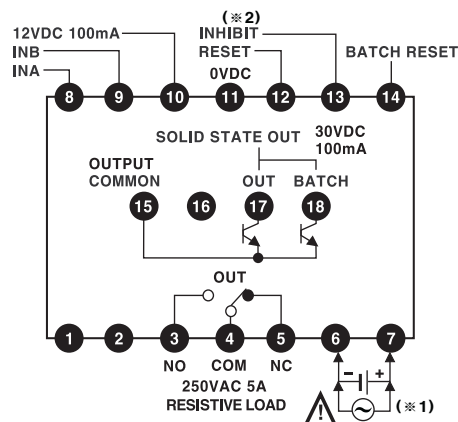 (※2)
12VDC 100mA
INHIBIT
INB
RESET
BATCH RESET
INA
0VDC
8 9 10 11 12 13 14
SOLID STATE OUT
30VDC
100mA
OUTPUT
COMMON
OUT
BATCH
15 16 17 18
OUT
1 2 3 4 5 6 7
NO COM NC
- +
250VAC 5A
RESISTIVE LOAD
!
(※1)